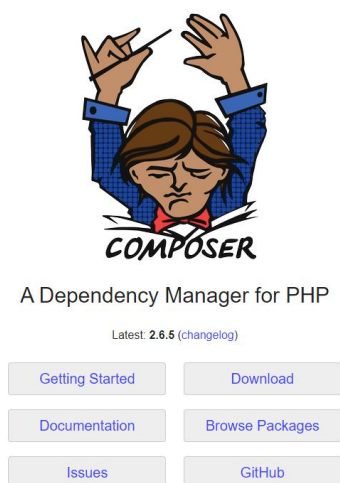 COMPOSER
A Dependency Manager for PHP
Latest: 2.6.5 (changelog)
Getting Started
Download
Documentation
Browse Packages
Issues
GitHub